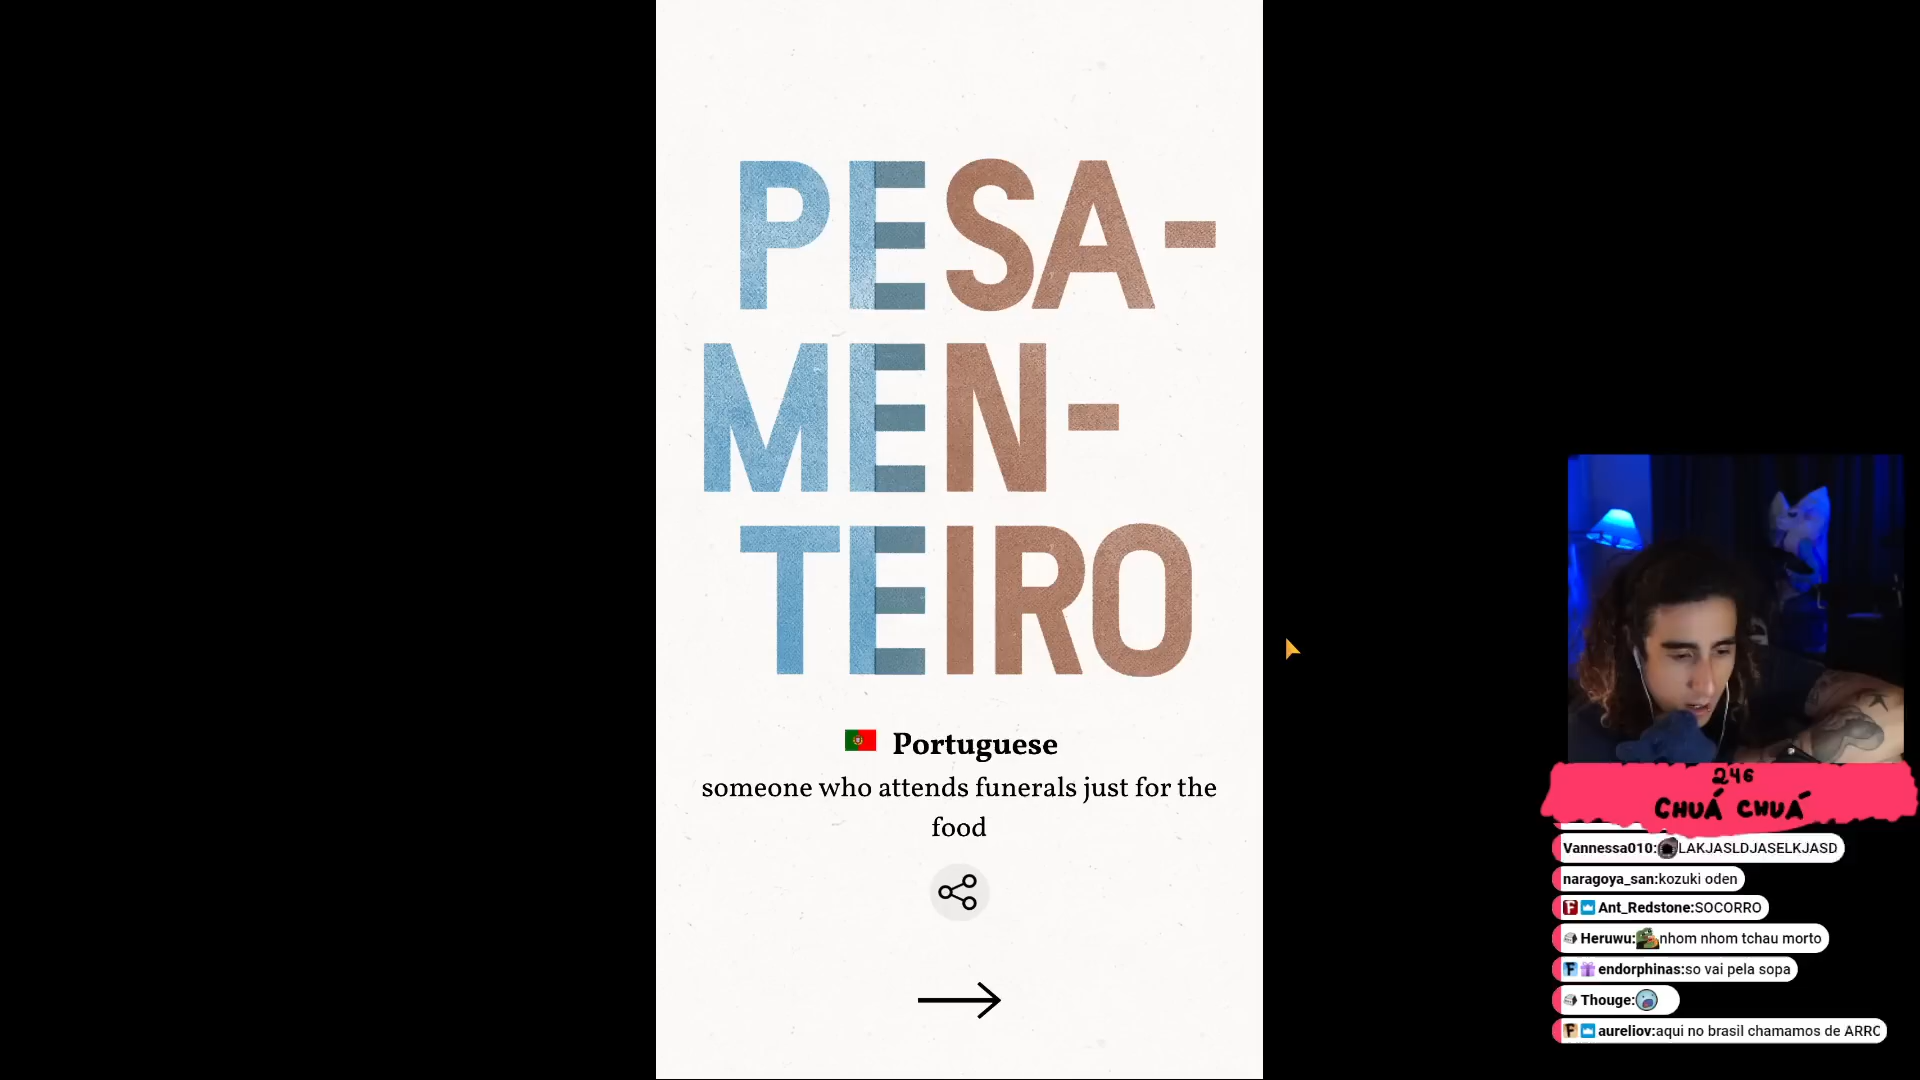 PESA-
MEN-
TEIRO
Portuguese
someone who attends funerals just for the
food
246
CHUÁ CHUÁ
Vannessa010:LAKJASLDJASELKJASD
naragoya_san:kozuki oden
Ant_Redstone:SOCORRO
Heruwu:nhom nhom tchau morto
endorphinas:so vai pela sopa
Thouge:
aureliov:aqui no brasil chamamos de ARRO